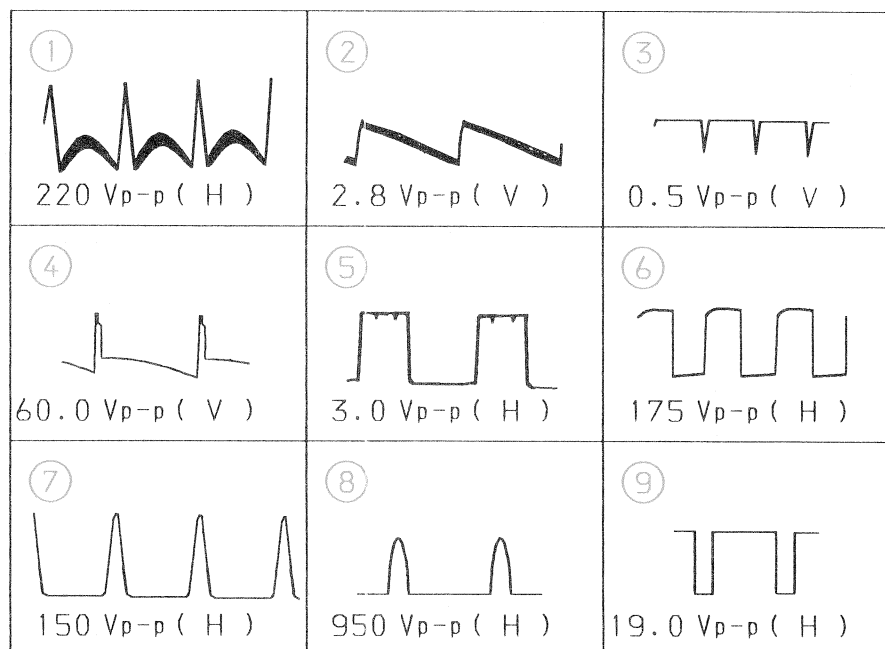 ① ② ③
220 Vp-p ( H ) 2.8 Vp-p ( V ) 0.5 Vp-p ( V )
④ ⑤ ⑥
60.0 Vp-p ( V ) 3.0 Vp-p ( H ) 175 Vp-p ( H )
⑦ ⑧ ⑨
150 Vp-p ( H ) 950 Vp-p ( H ) 19.0 Vp-p ( H )